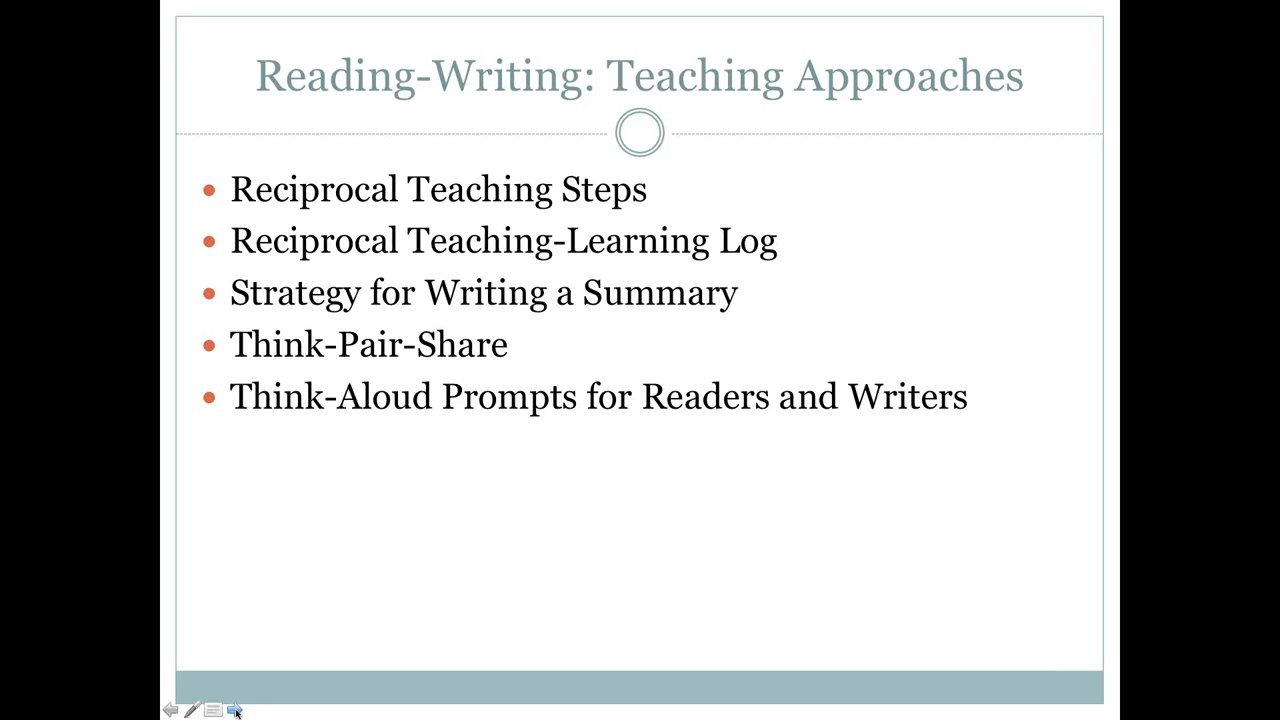 Reading-Writing: Teaching Approaches
Reciprocal Teaching Steps
Reciprocal Teaching-Learning Log
Strategy for Writing a Summary
Think-Pair-Share
Think-Aloud Prompts for Readers and Writers